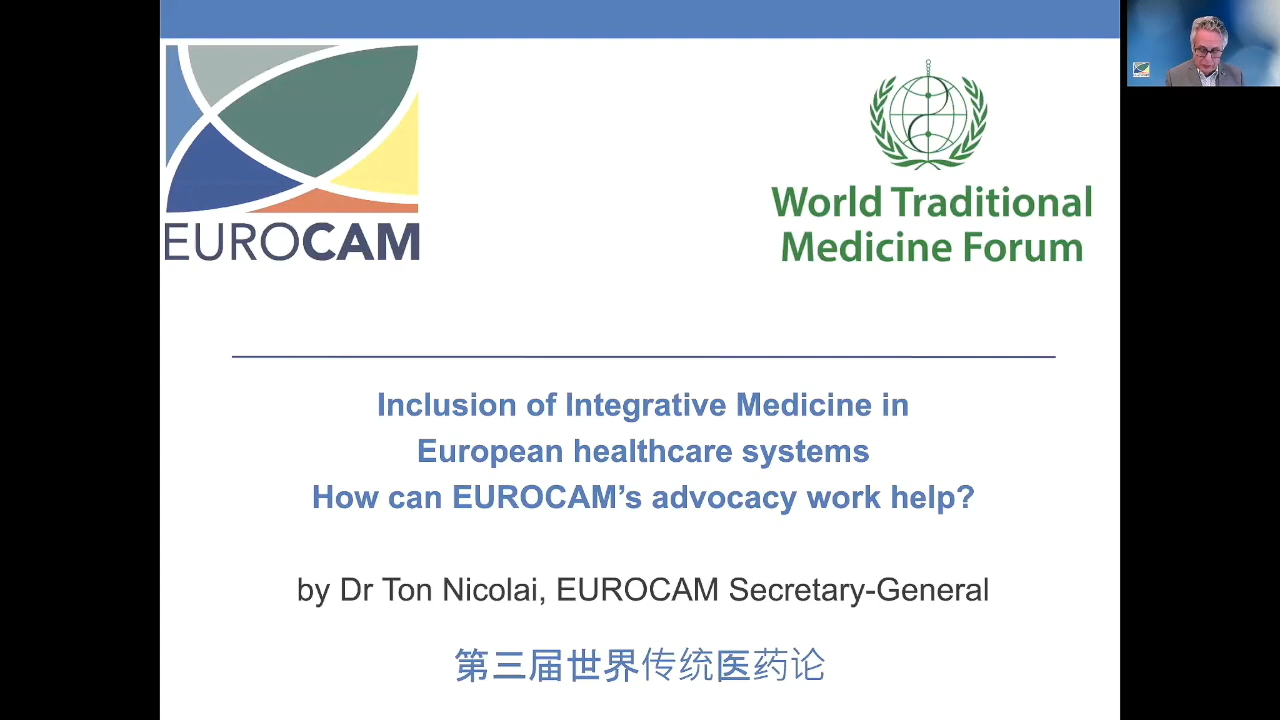 EUROCAM
World Traditional
Medicine Forum
Inclusion of Integrative Medicine in
European healthcare systems
How can EUROCAM’s advocacy work help?
by Dr Ton Nicolai, EUROCAM Secretary-General
第三届世界传统医药论